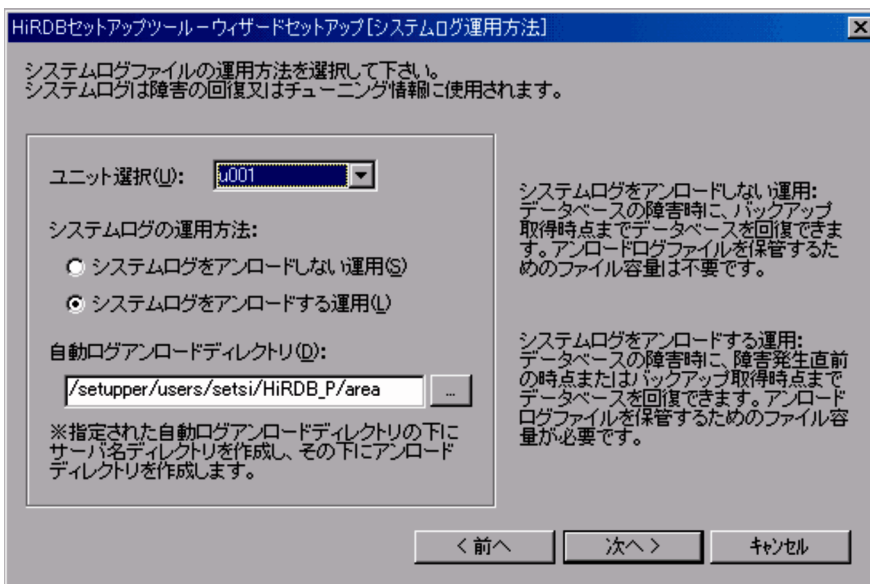 HiRDBセットアップツール－ウィザードセットアップ[システムログ運用方法]
システムログファイルの運用方法を選択して下さい。
システムログは障害の回復又はチューニング情報に使用されます。
ユニット選択(U):
u001
システムログの運用方法:
システムログをアンロードしない運用(S)
システムログをアンロードする運用(L)
自動ログアンロードディレクトリ(D):
/setupper/users/setsi/HiRDB_P/area
...
※指定された自動ログアンロードディレクトリの下に
サーバ名ディレクトリを作成し、その下にアンロード
ディレクトリを作成します。
システムログをアンロードしない運用:
データベースの障害時に、バックアップ
取得時点までデータベースを回復できま
す。アンロードログファイルを保管するた
めのファイル容量は不要です。
システムログをアンロードする運用:
データベースの障害時に、障害発生直前
の時点またはバックアップ取得時点まで
データベースを回復できます。アンロード
ログファイルを保管するためのファイル容
量が必要です。
< 前へ
次へ >
キャンセル